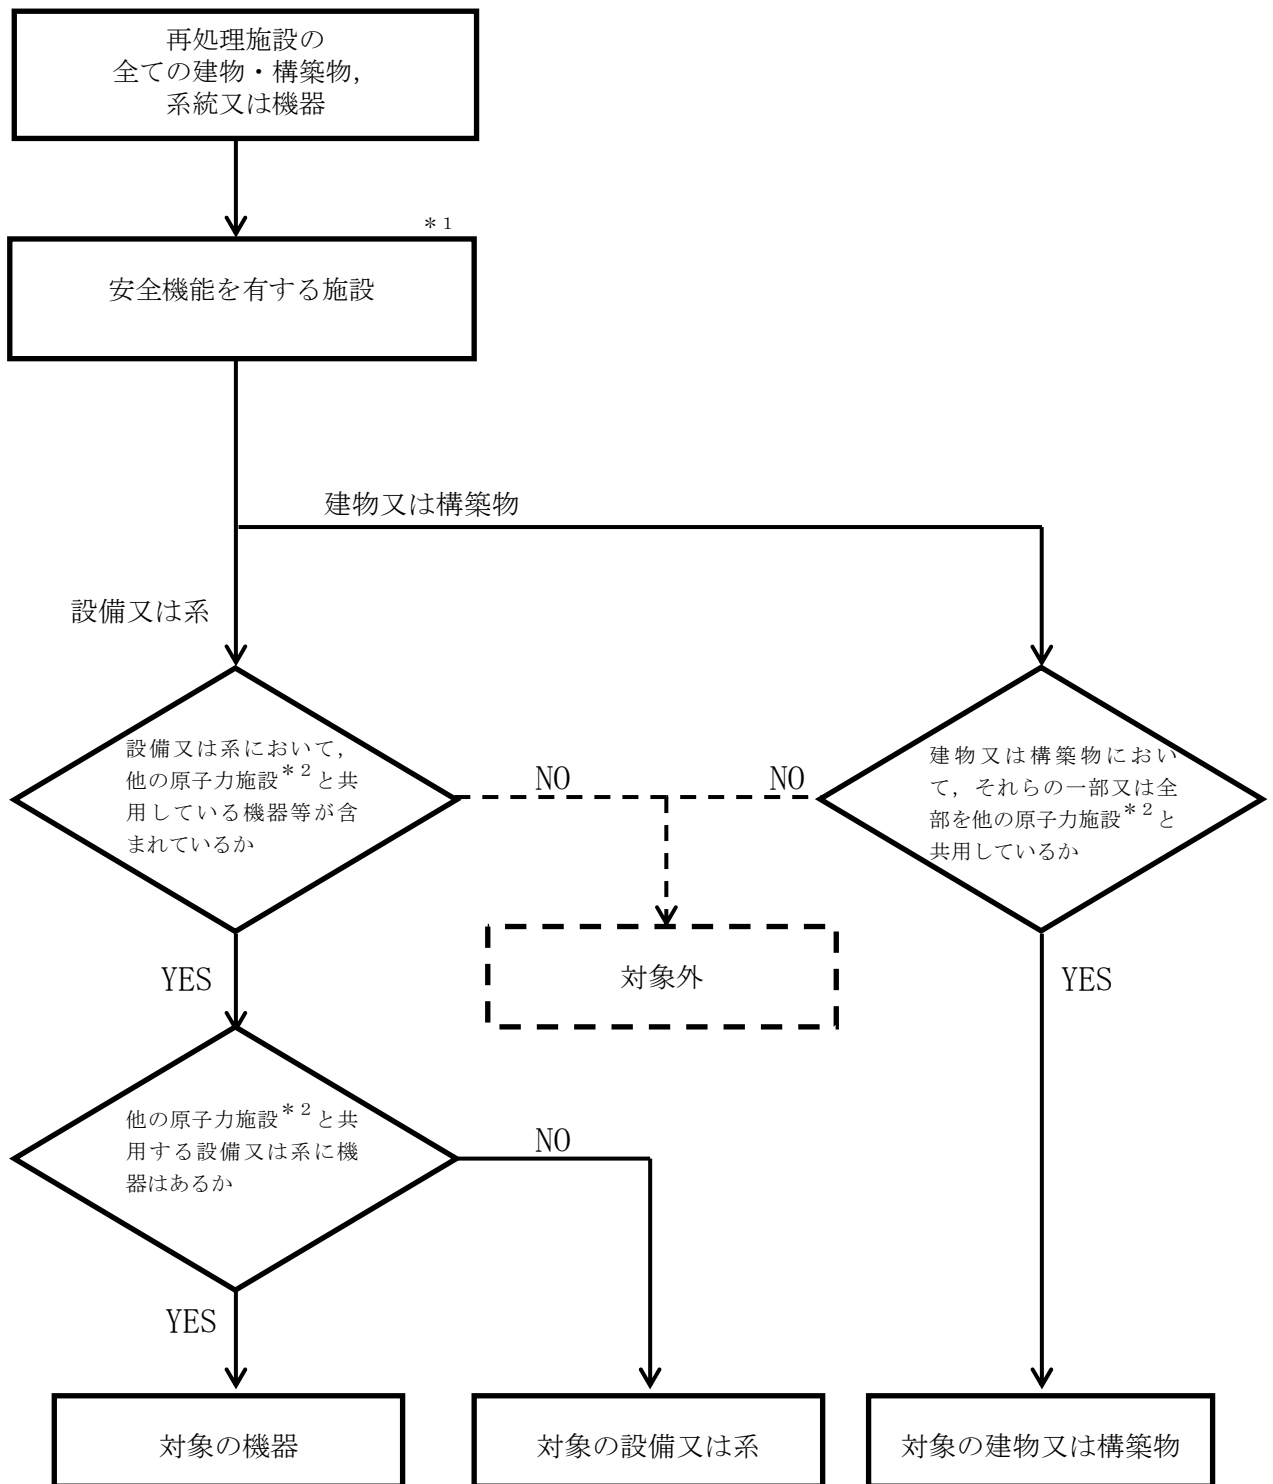 再処理施設の
全ての建物・構築物，
系統又は機器
＊１
安全機能を有する施設
建物又は構築物
設備又は系
設備又は系において，
他の原子力施設＊２と共
用している機器等が含
まれているか
NO
NO
建物又は構築物におい
て，それらの一部又は全
部を他の原子力施設＊２と
共用しているか
対象外
YES
YES
他の原子力施設＊２と共
用する設備又は系に機
器はあるか
NO
YES
対象の機器
対象の設備又は系
対象の建物又は構築物